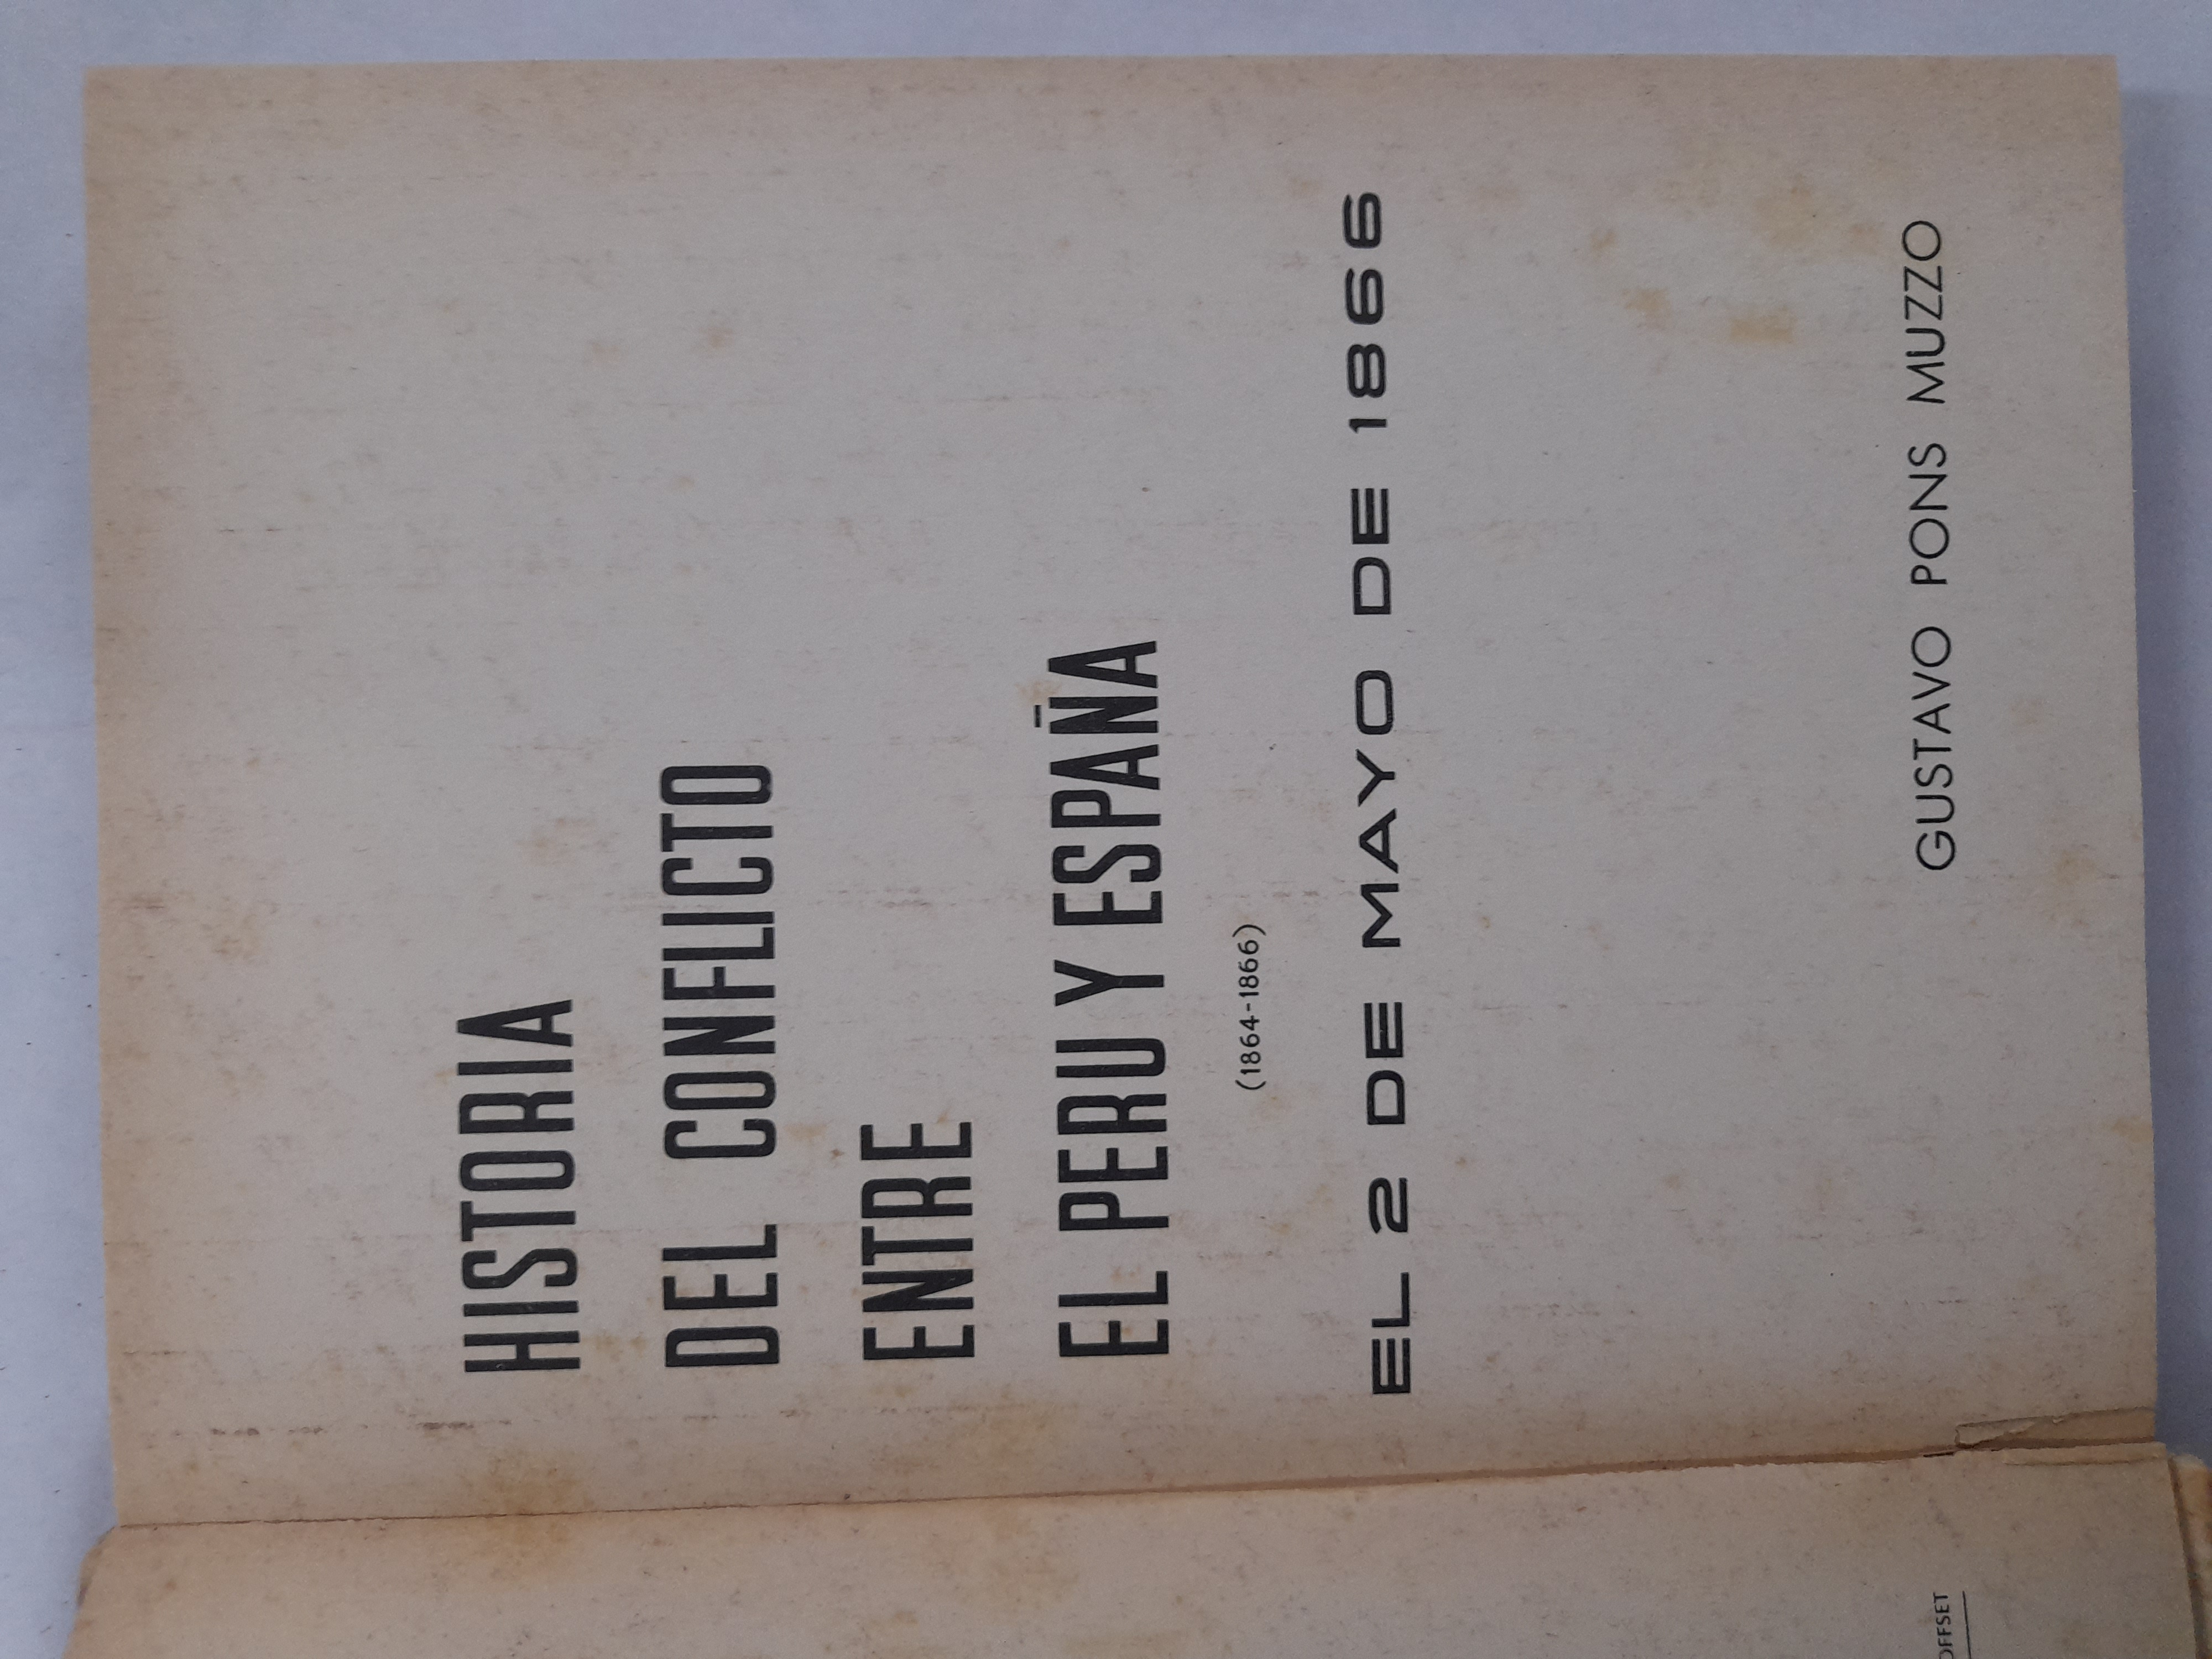 HISTORIA
DEL CONFLICTO
ENTRE
EL PERU Y ESPAÑA
(1864-1866)
EL 2 DE MAYO DE 1866
GUSTAVO PONS MUZZO
OFFSET